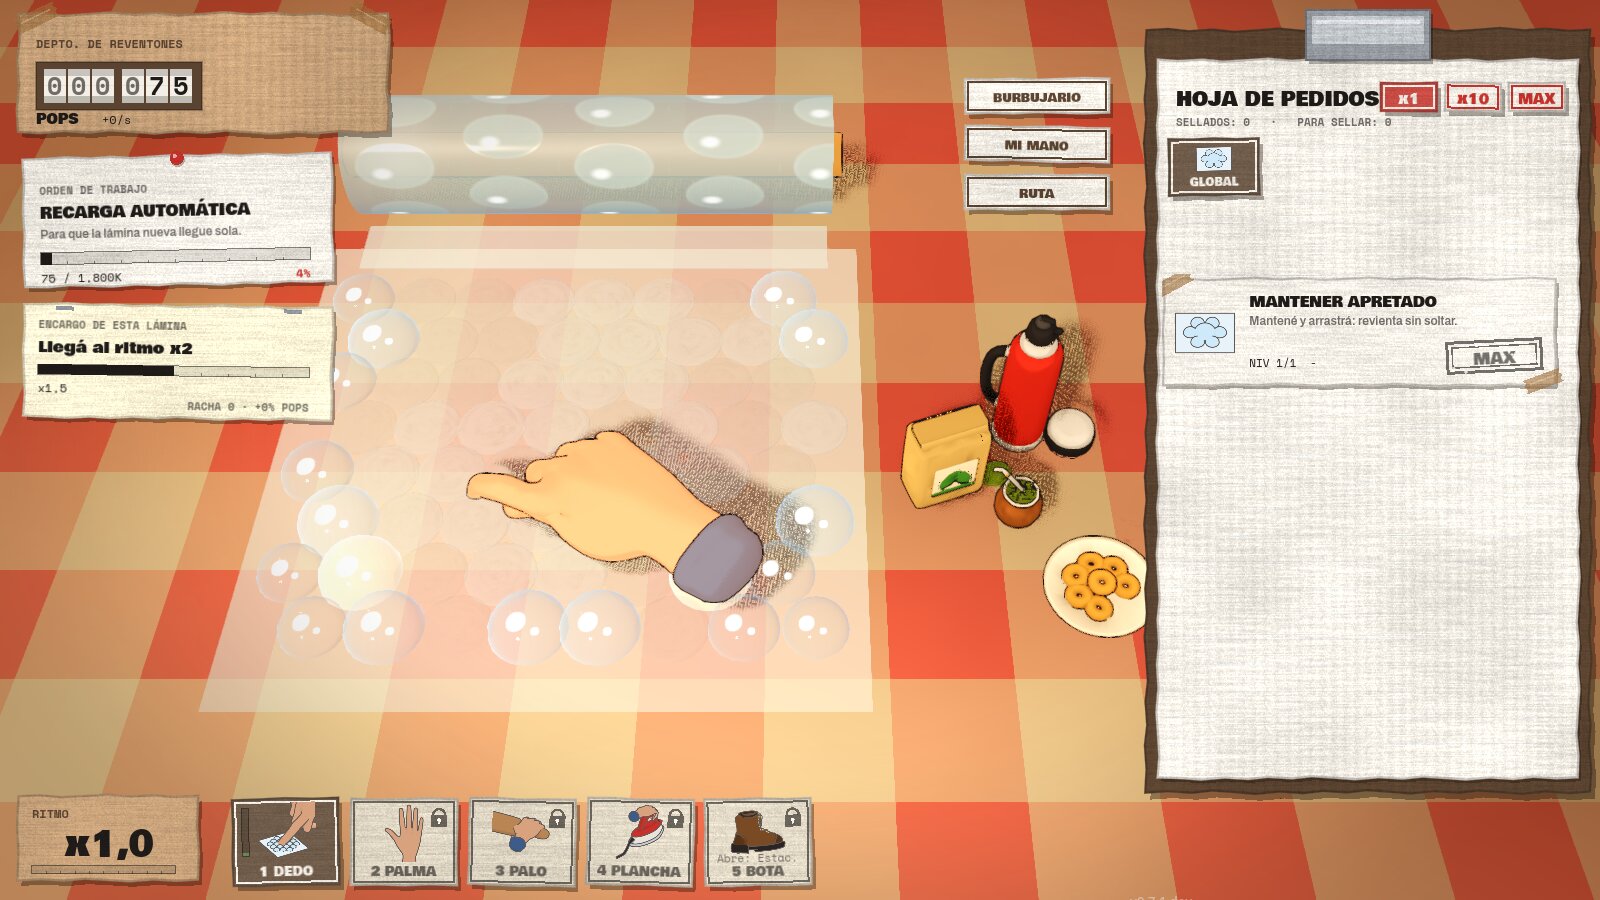 DEPTO. DE REVENTONES
000 075
POPS +0/s
ORDEN DE TRABAJO
RECARGA AUTOMÁTICA
Para que la lámina nueva llegue sola.
75 / 1.800K 4%
ENCARGO DE ESTA LÁMINA
Llegá al ritmo x2
x1,5
RACHA 0 · +0% POPS
BURBUJARIO
MI MANO
RUTA
HOJA DE PEDIDOS x1 x10 MAX
SELLADOS: 0 · PARA SELLAR: 0
GLOBAL
MANTENER APRETADO
Mantené y arrastrá: revienta sin soltar.
NIV 1/1 -
MAX
RITMO
x1,0
1 DEDO
2 PALMA
3 PALO
4 PLANCHA
Abre: Estac.
5 BOTA